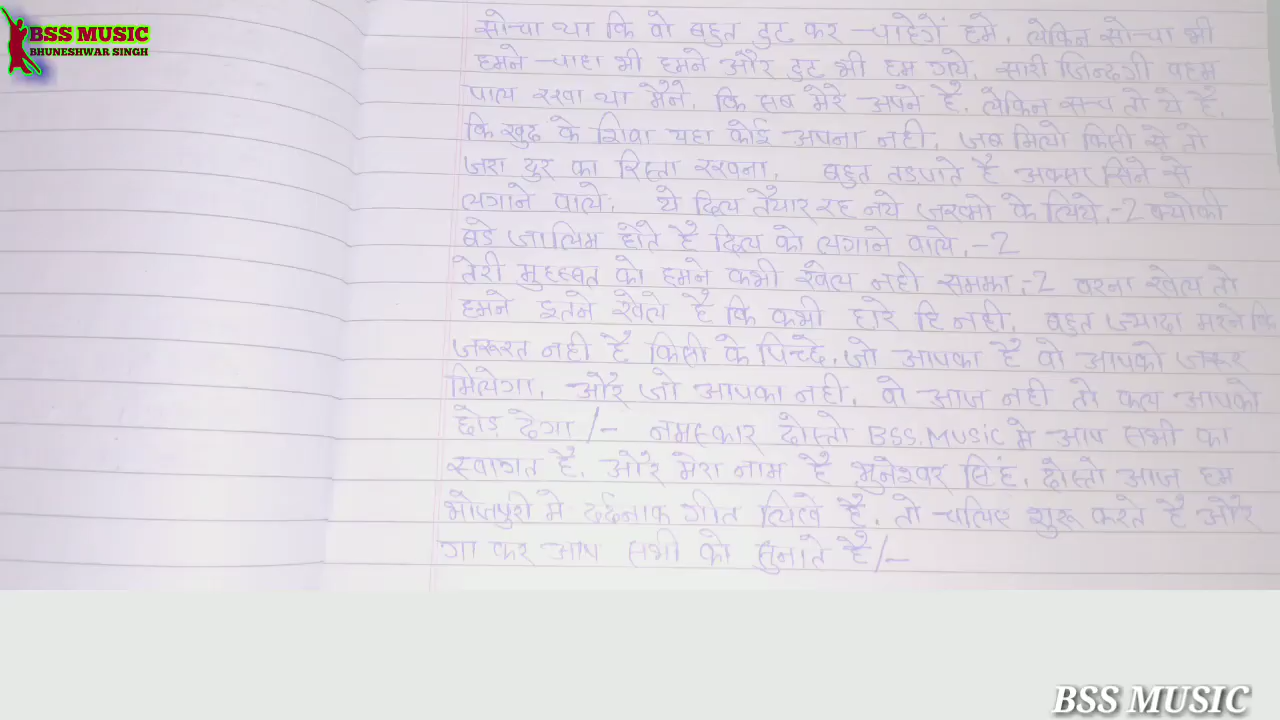 BSS MUSIC
BHUNESHWAR SINGH
सोचा था कि वो बहुत टुट कर चाहेगें हमे, लेकिन सोचा भी
हमने चाहा भी हमने और टुट भी हम गये, सारी जिन्दगी वहम
पाल रखा था मैने, कि सब मेरे अपने है, लेकिन सच तो ये है,
कि खुद के शिवा यहा कोई अपना नही, जब मिलो किसी से तो
जरा दुर का रिस्ता रखना, बहुत तडपाते है अक्सर सिने से
लगाने वाले, ये दिल तैयार रह नये जख्मो के लिये,-2 क्योकी
बडे जालिम होते है दिल को लगाने वाले,-2
तेरी मुहब्बत को हमने कभी खेल नही समझा,-2 वरना खेल तो
हमने इतने खेले है कि कभी हारे हि नही, बहुत ज्यादा मरने कि
जरूरत नही है किसी के पिच्छे, जो आपका है वो आपको जरूर
मिलेगा, और जो आपका नही, वो आज नही तो कल आपको
छोड़ देगा/- नमस्कार दोस्तो BSS.MUSIC मे आप सभी का
स्वागत है, और मेरा नाम है भुनेश्वर सिंह, दोस्तो आज हम
भोजपुरी मे दर्दनाक गीत लिखे है, तो चलिए शुरू करते है और
गा कर आप सभी को सुनाते है/-
BSS MUSIC